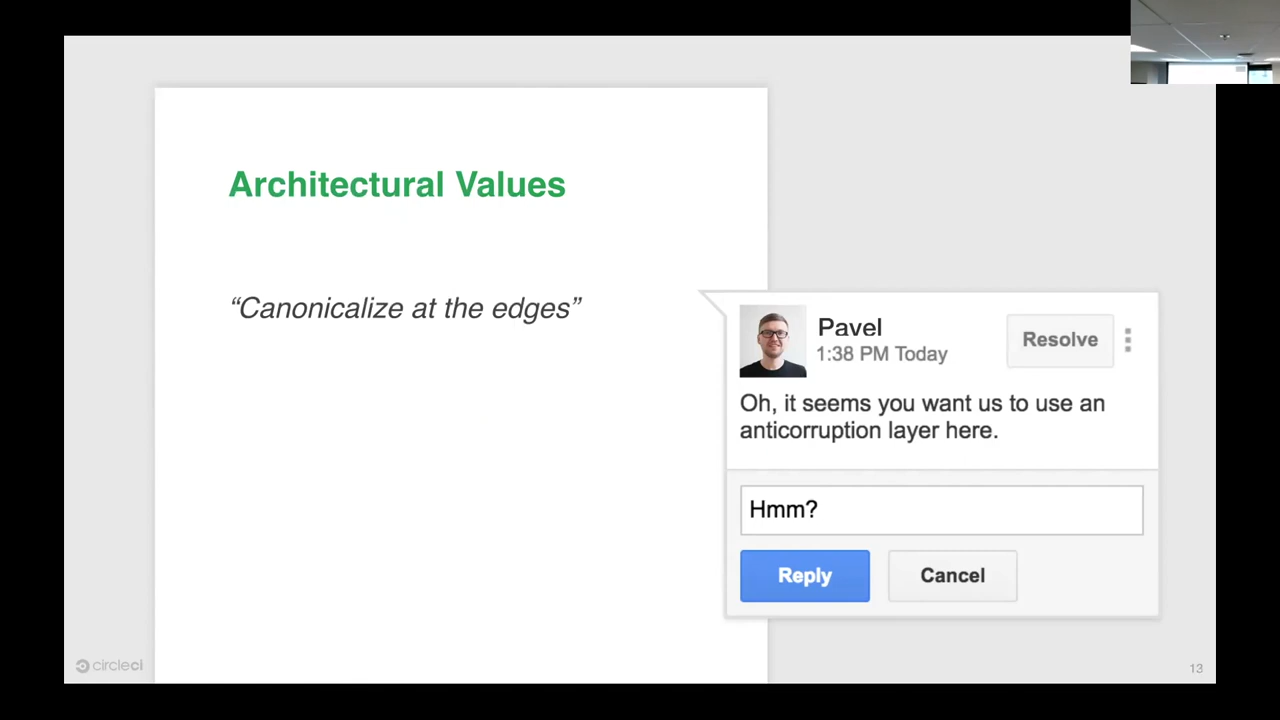 Architectural Values
“Canonicalize at the edges”
Pavel
1:38 PM Today
Resolve
Oh, it seems you want us to use an
anticorruption layer here.
Hmm?
Reply
Cancel
circleci
13